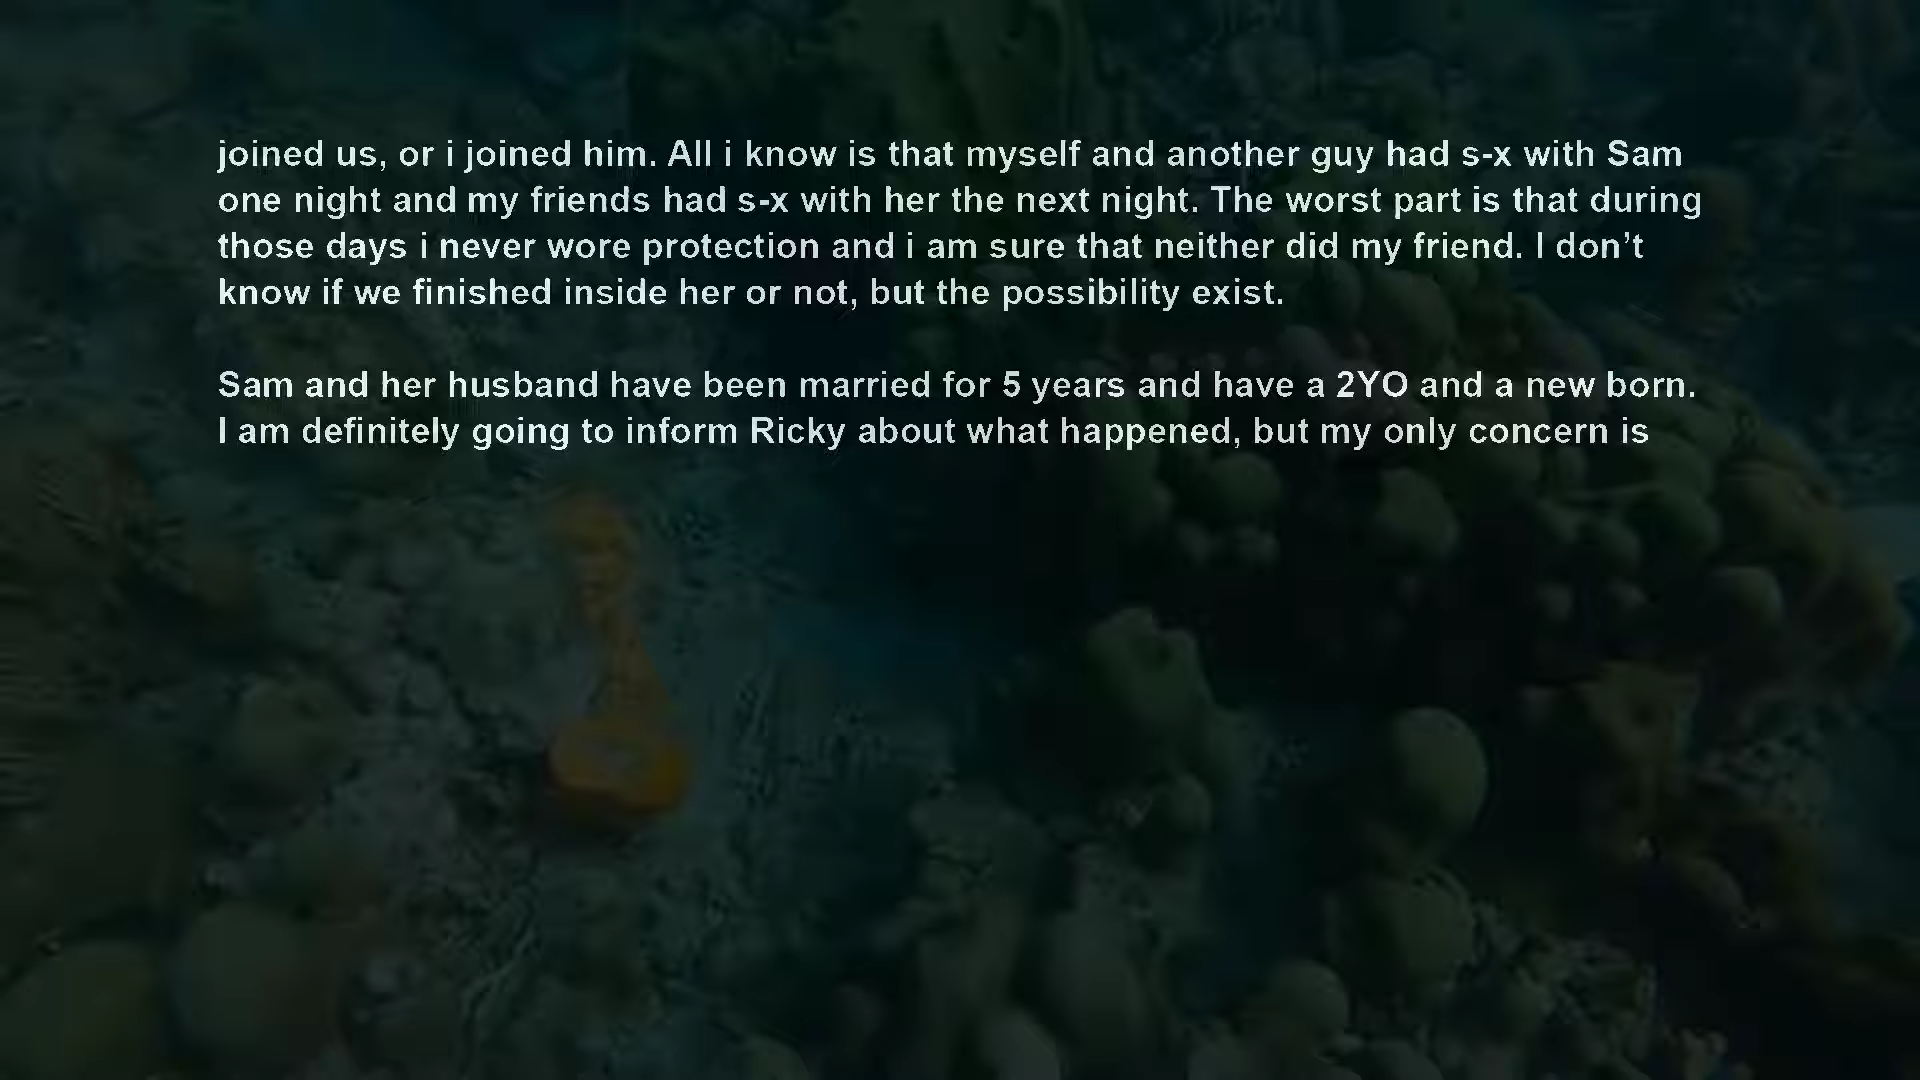 joined us, or i joined him. All i know is that myself and another guy had s-x with Sam
one night and my friends had s-x with her the next night. The worst part is that during
those days i never wore protection and i am sure that neither did my friend. I don’t
know if we finished inside her or not, but the possibility exist.
Sam and her husband have been married for 5 years and have a 2YO and a new born.
I am definitely going to inform Ricky about what happened, but my only concern is